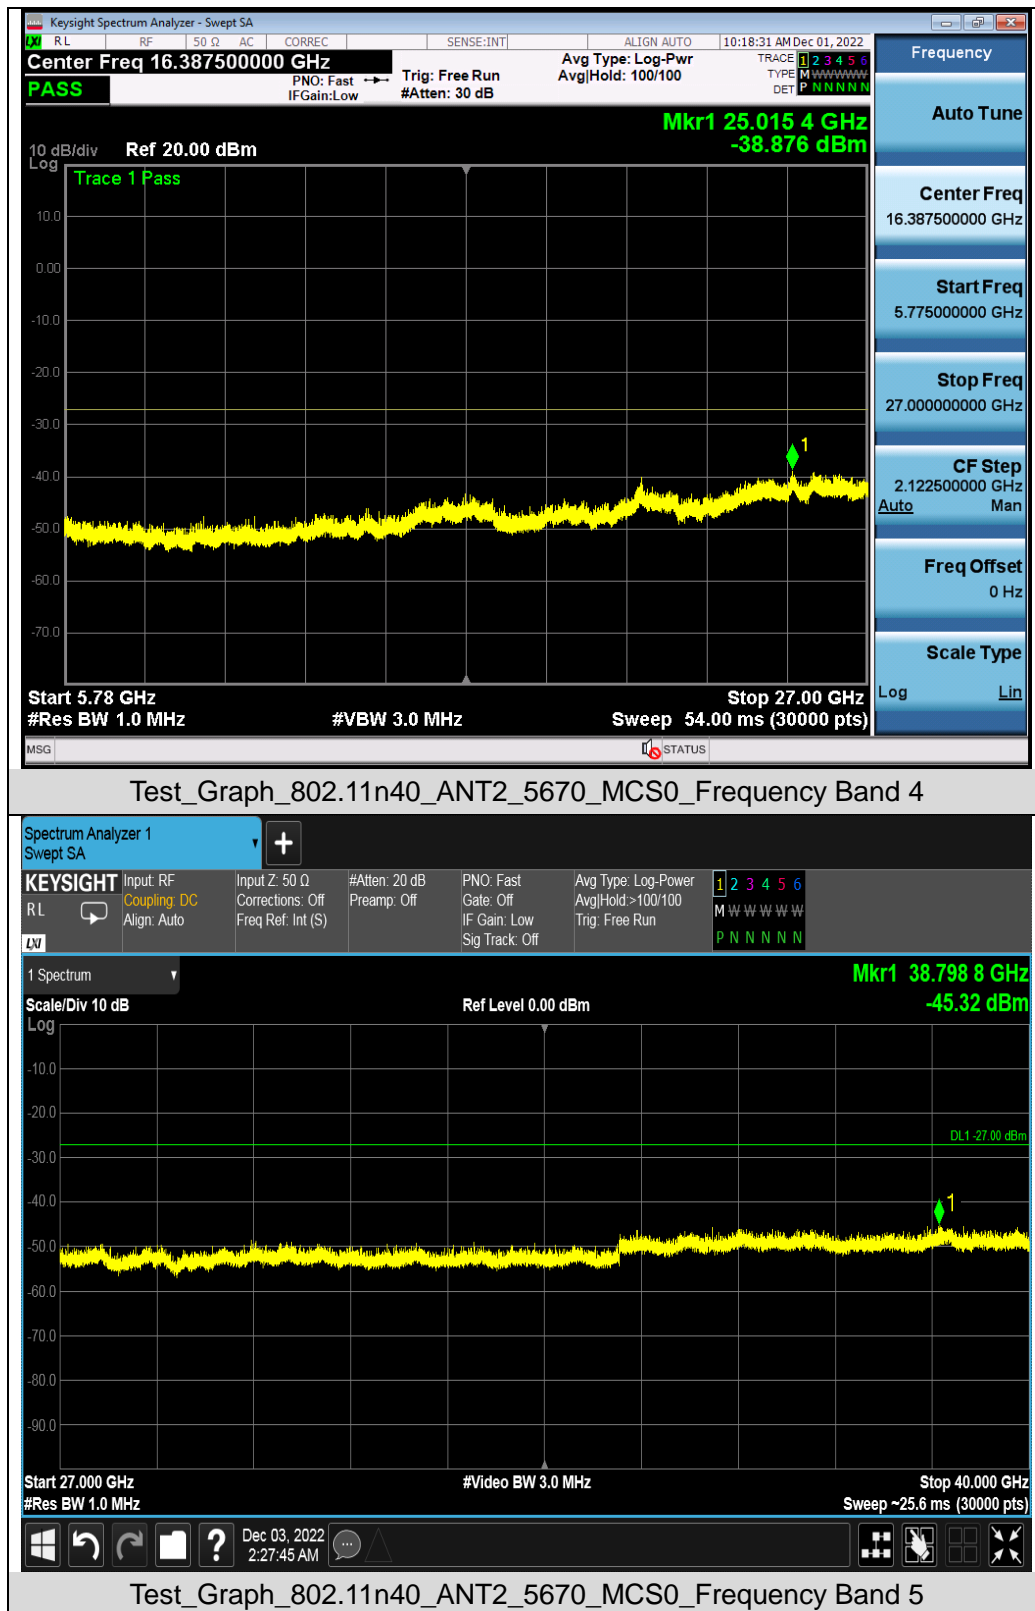 Keysight Spectrum Analyzer - Swept SA
LXI RL RF 50 Ω AC CORREC SENSE:INT ALIGN AUTO 10:18:31 AM Dec 01, 2022
Center Freq 16.387500000 GHz
PNO: Fast
IFGain:Low
Trig: Free Run
#Atten: 30 dB
Avg Type: Log-Pwr
Avg|Hold: 100/100
TRACE 1 2 3 4 5 6
TYPE M W W W W W
DET P N N N N N
PASS
Mkr1 25.015 4 GHz
-38.876 dBm
10 dB/div Ref 20.00 dBm
Log
Trace 1 Pass
10.0
0.00
-10.0
-20.0
-30.0
1
-40.0
-50.0
-60.0
-70.0
Start 5.78 GHz Stop 27.00 GHz
#Res BW 1.0 MHz #VBW 3.0 MHz Sweep 54.00 ms (30000 pts)
MSG STATUS
Frequency
Auto Tune
Center Freq
16.387500000 GHz
Start Freq
5.775000000 GHz
Stop Freq
27.000000000 GHz
CF Step
2.122500000 GHz
Auto Man
Freq Offset
0 Hz
Scale Type
Log Lin
Test_Graph_802.11n40_ANT2_5670_MCS0_Frequency Band 4
Spectrum Analyzer 1
Swept SA
+
KEYSIGHT
RL
LXI
Input: RF
Coupling: DC
Align: Auto
Input Z: 50 Ω
Corrections: Off
Freq Ref: Int (S)
#Atten: 20 dB
Preamp: Off
PNO: Fast
Gate: Off
IF Gain: Low
Sig Track: Off
Avg Type: Log-Power
Avg|Hold:>100/100
Trig: Free Run
1 2 3 4 5 6
M W W W W W
P N N N N N
1 Spectrum
Mkr1 38.798 8 GHz
-45.32 dBm
Scale/Div 10 dB Ref Level 0.00 dBm
Log
-10.0
-20.0
DL1 -27.00 dBm
-30.0
-40.0
1
-50.0
-60.0
-70.0
-80.0
-90.0
Start 27.000 GHz #Video BW 3.0 MHz Stop 40.000 GHz
#Res BW 1.0 MHz Sweep ~25.6 ms (30000 pts)
?
Dec 03, 2022
2:27:45 AM
Test_Graph_802.11n40_ANT2_5670_MCS0_Frequency Band 5